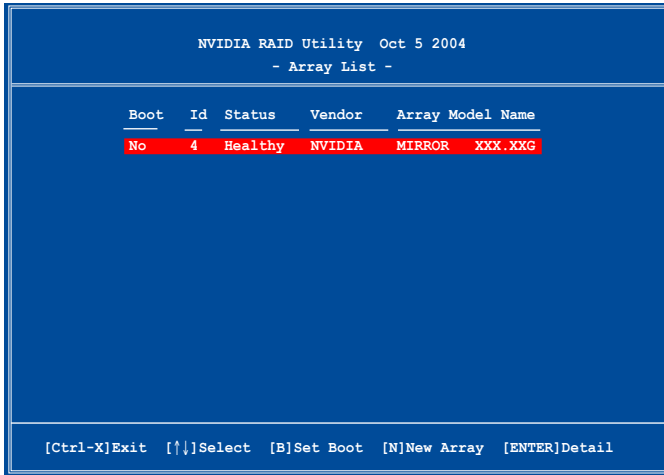 NVIDIA RAID Utility Oct 5 2004
- Array List -
Boot Id Status Vendor Array Model Name
No 4 Healthy NVIDIA MIRROR XXX.XXG
[Ctrl-X]Exit [↑↓]Select [B]Set Boot [N]New Array [ENTER]Detail